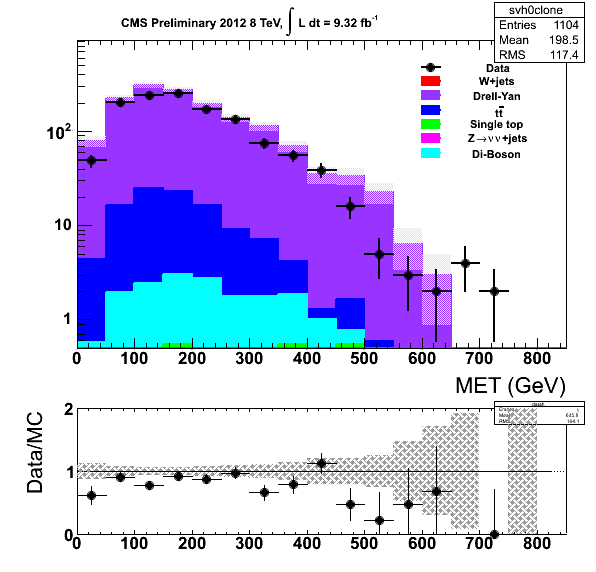 CMS Preliminary 2012 8 TeV, ∫ L dt = 9.32 fb⁻¹
svh0clone
Entries 1104
Mean 198.5
RMS 117.4
Data
W+jets
Drell-Yan
tt̅
Single top
Z→νν+jets
Di-Boson
10²
10
1
0 100 200 300 400 500 600 700 800
MET (GeV)
Data/MC
2
1
0
0 100 200 300 400 500 600 700 800